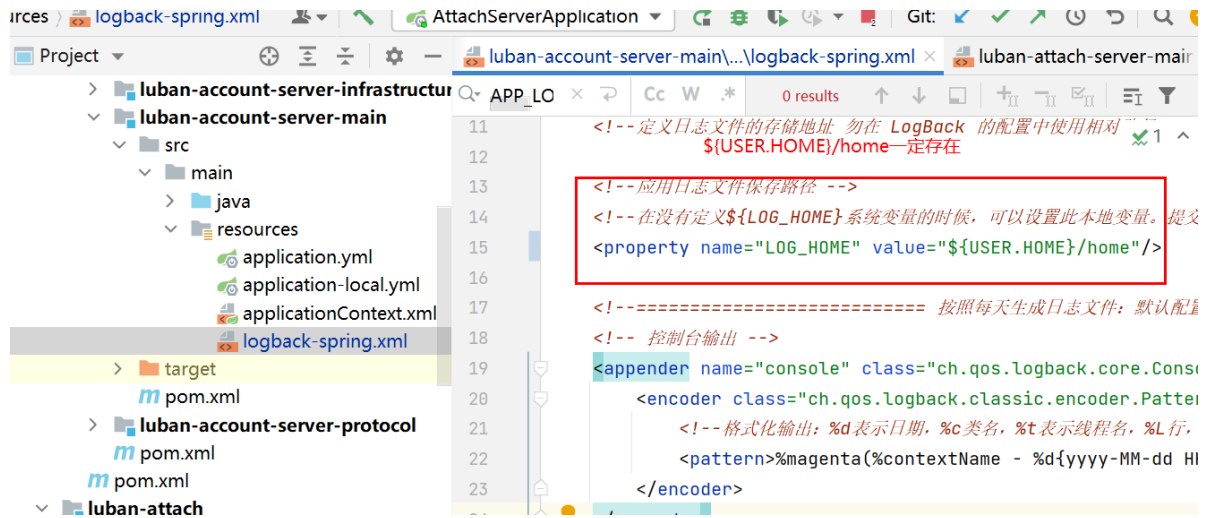 urces logback-spring.xml AttachServerApplication Git:
Project
luban-account-server-main\...\logback-spring.xml
luban-attach-server-main
luban-account-server-infrastructur
luban-account-server-main
src
main
java
resources
application.yml
application-local.yml
applicationContext.xml
logback-spring.xml
target
pom.xml
luban-account-server-protocol
pom.xml
pom.xml
luban-attach
APP_LO Cc W .* 0 results
1
11 <!--定义日志文件的存储地址 勿在 LogBack 的配置中使用相对
${USER.HOME}/home一定存在
12
13 <!--应用日志文件保存路径 -->
14 <!--在没有定义${LOG_HOME}系统变量的时候，可以设置此本地变量。提交
15 <property name="LOG_HOME" value="${USER.HOME}/home"/>
16
17 <!--=========================== 按照每天生成日志文件：默认配置
18 <!-- 控制台输出 -->
19 <appender name="console" class="ch.qos.logback.core.Conso
20 <encoder class="ch.qos.logback.classic.encoder.Patter
21 <!--格式化输出：%d表示日期，%c类名，%t表示线程名，%L行，
22 <pattern>%magenta(%contextName - %d{yyyy-MM-dd HH
23 </encoder>